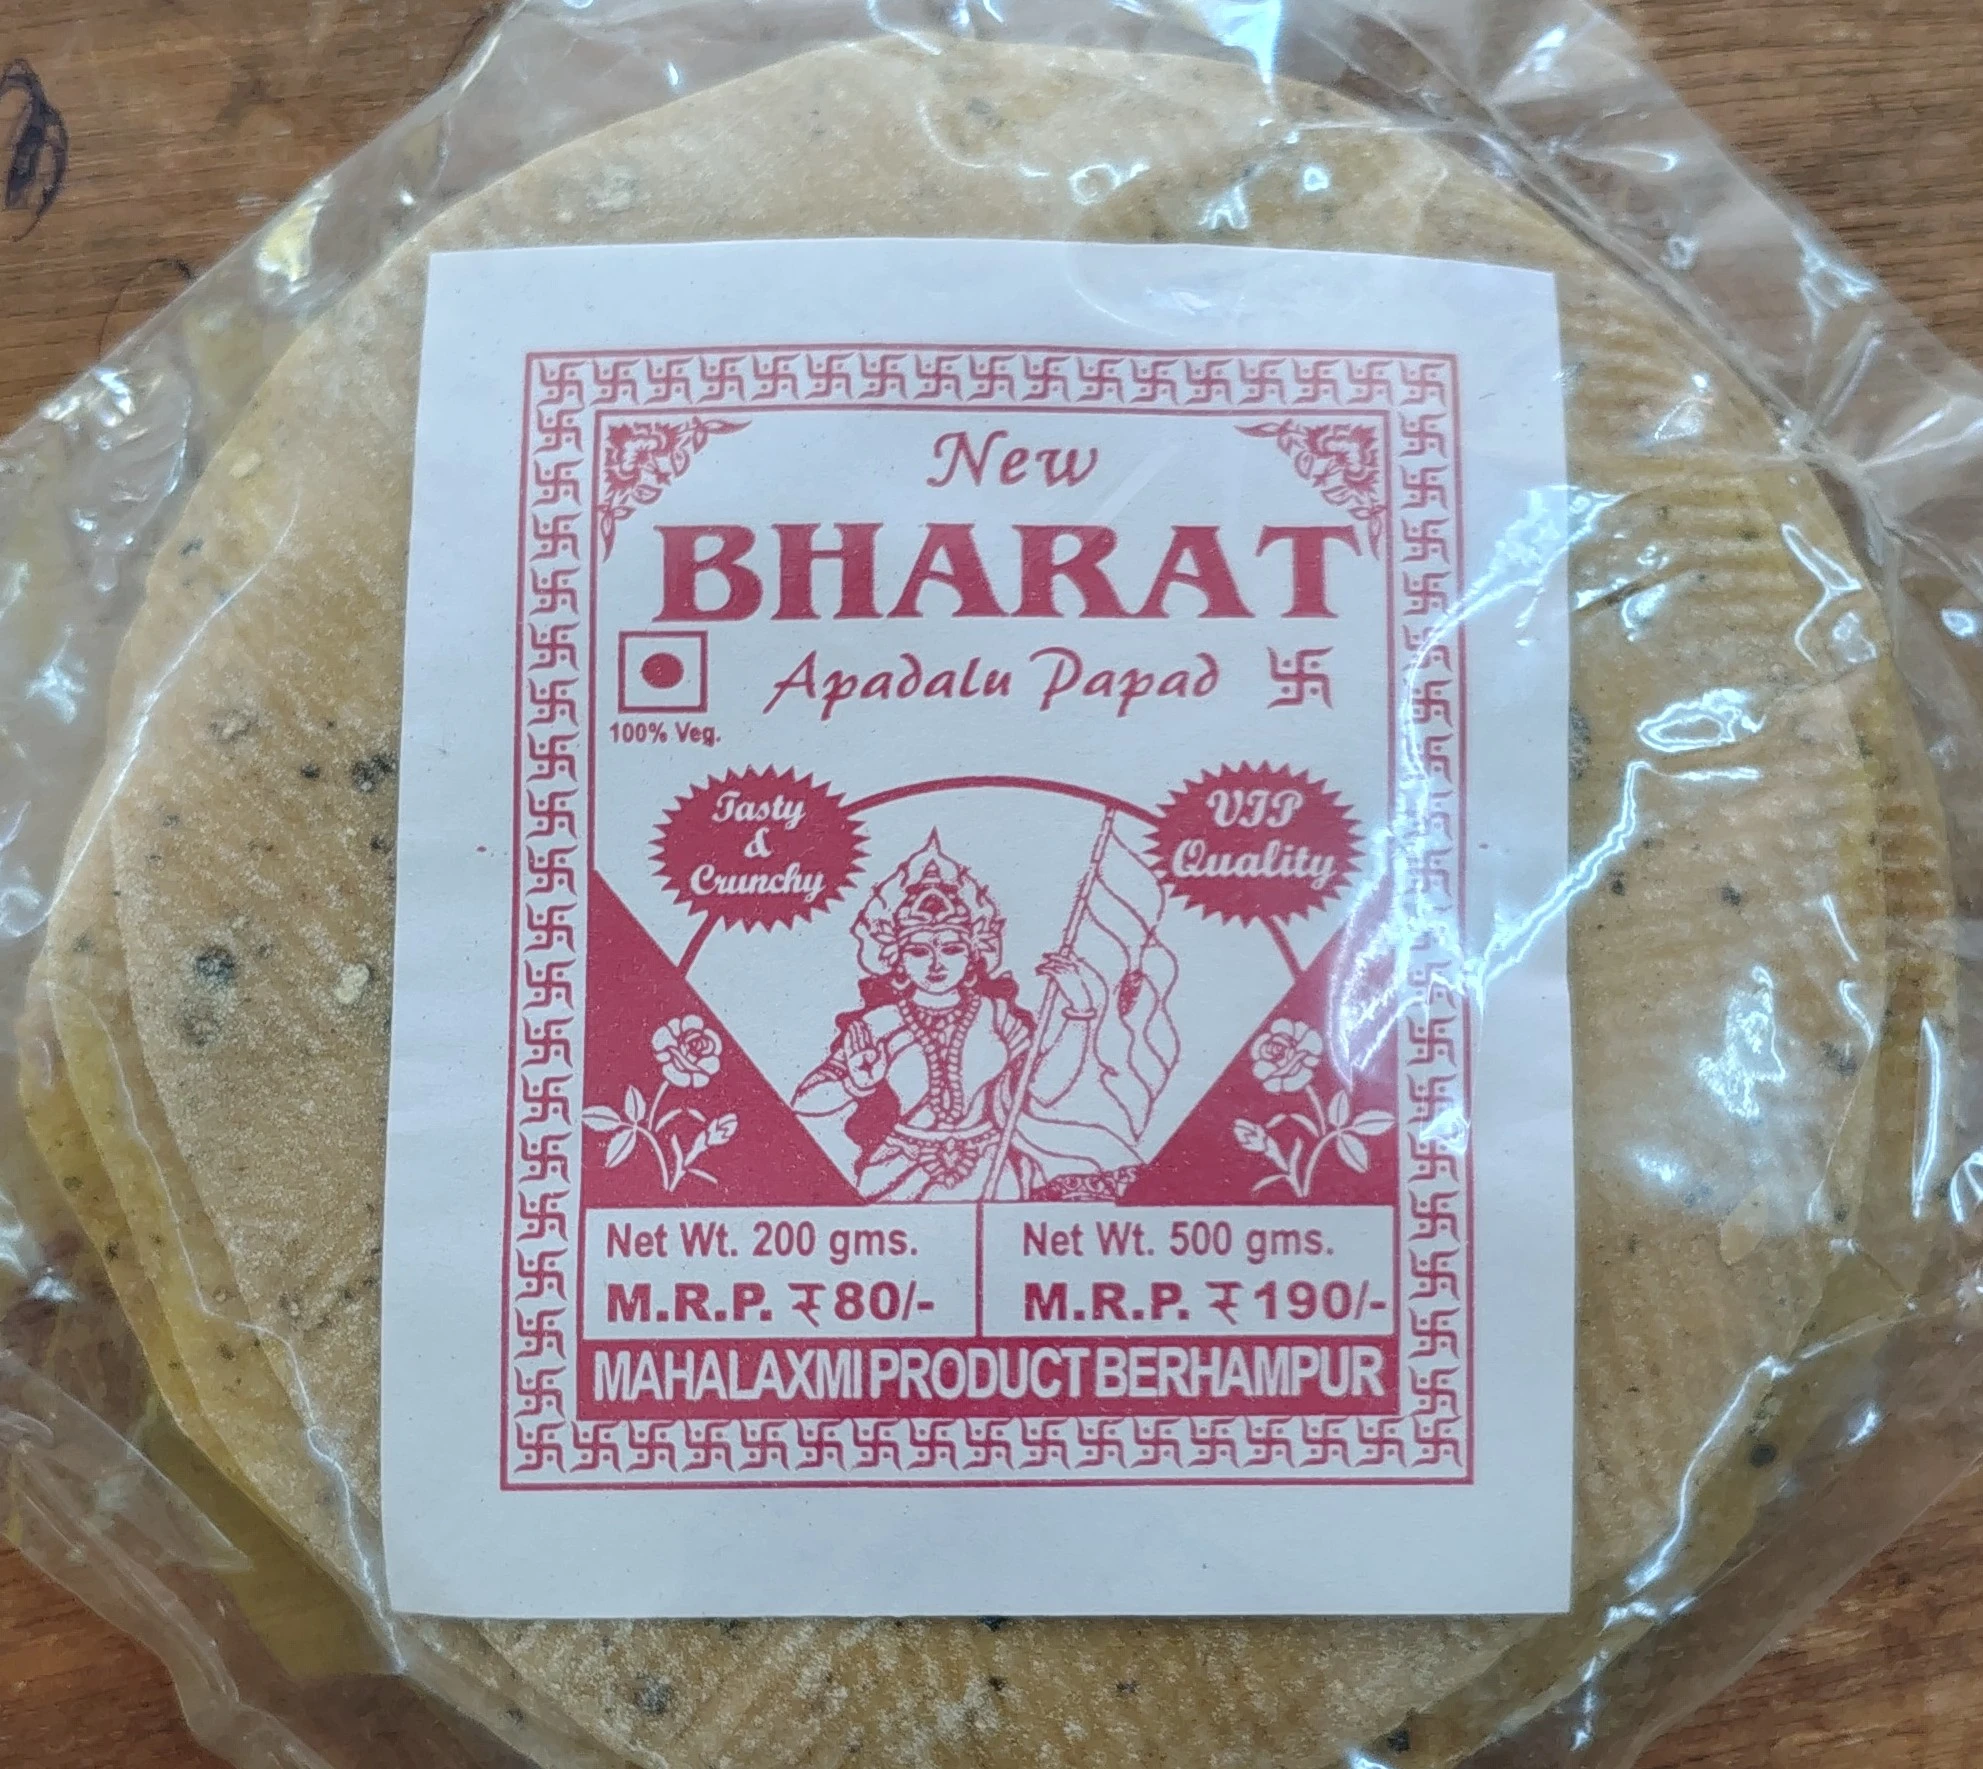 New
BHARAT
Apadalu Papad
100% Veg.
Tasty
&
Crunchy
VIP
Quality
Net Wt. 200 gms.
M.R.P. ₹80/-
Net Wt. 500 gms.
M.R.P. ₹190/-
MAHALAXMI PRODUCT BERHAMPUR